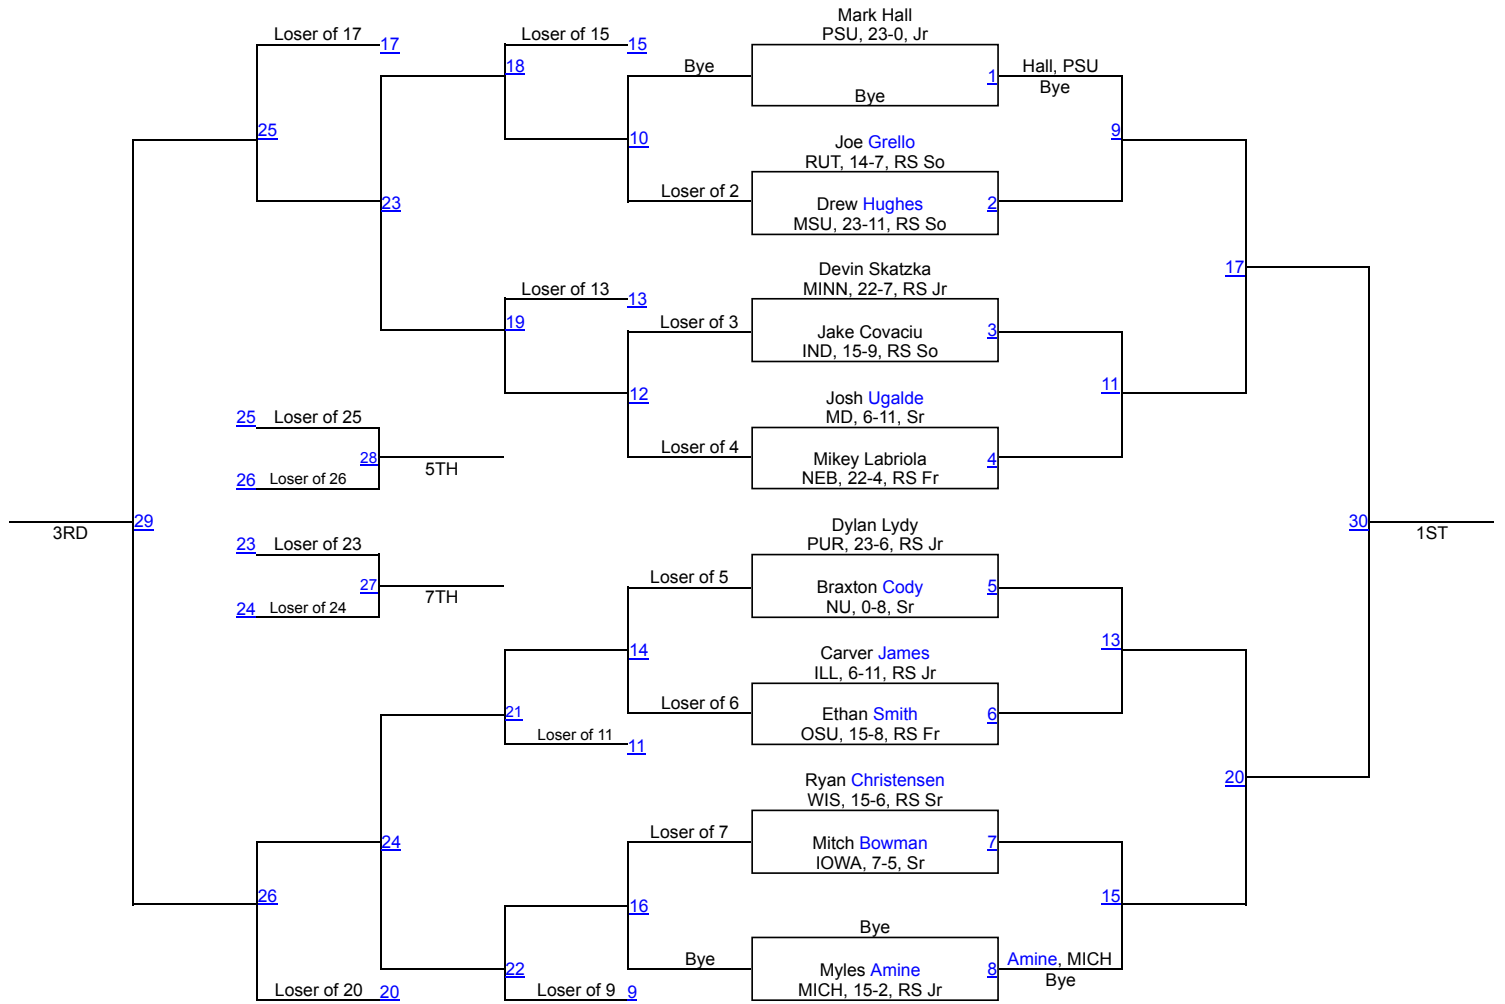 Mark Hall
PSU, 23-0, Jr
Loser of 17
17
Loser of 15
15
18
Bye
1
Hall, PSU
Bye
Bye
25
10
9
Joe Grello
RUT, 14-7, RS So
23
Loser of 2
Drew Hughes
MSU, 23-11, RS So
2
Devin Skatzka
MINN, 22-7, RS Jr
17
Loser of 13
13
19
Loser of 3
Jake Covaciu
IND, 15-9, RS So
3
12
11
Josh Ugalde
MD, 6-11, Sr
25
Loser of 25
Loser of 4
28
5TH
Mikey Labriola
NEB, 22-4, RS Fr
4
26
Loser of 26
3RD
29
Dylan Lydy
PUR, 23-6, RS Jr
30
1ST
23
Loser of 23
Loser of 5
27
7TH
Braxton Cody
NU, 0-8, Sr
5
24
Loser of 24
14
13
Carver James
ILL, 6-11, RS Jr
Loser of 6
21
Ethan Smith
OSU, 15-8, RS Fr
6
Loser of 11
11
Ryan Christensen
WIS, 15-6, RS Sr
20
Loser of 7
24
Mitch Bowman
IOWA, 7-5, Sr
7
26
16
15
Bye
Bye
22
Myles Amine
MICH, 15-2, RS Jr
8
Amine, MICH
Bye
Loser of 20
20
Loser of 9
9